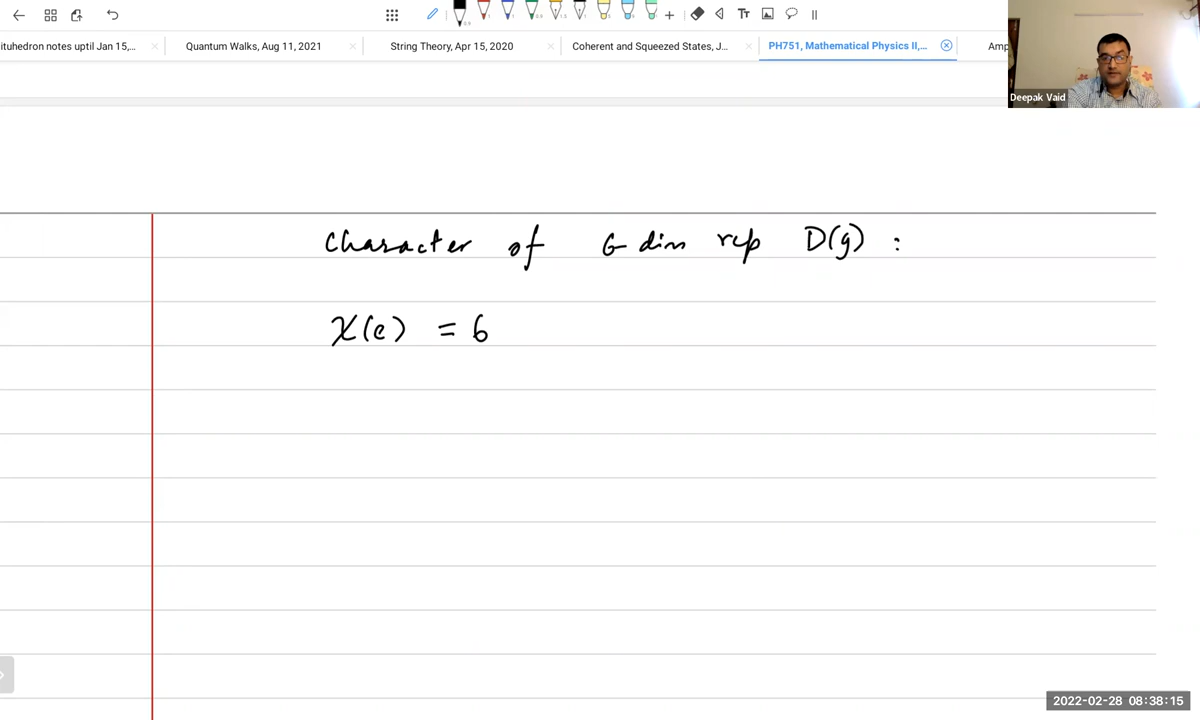 ituhedron notes uptil Jan 15,...
Quantum Walks, Aug 11, 2021
String Theory, Apr 15, 2020
Coherent and Squeezed States, J...
PH751, Mathematical Physics II,...
Amp
Deepak Vaid
Character of 6 dim rep D(g) :
χ(e) = 6
2022-02-28 08:38:15